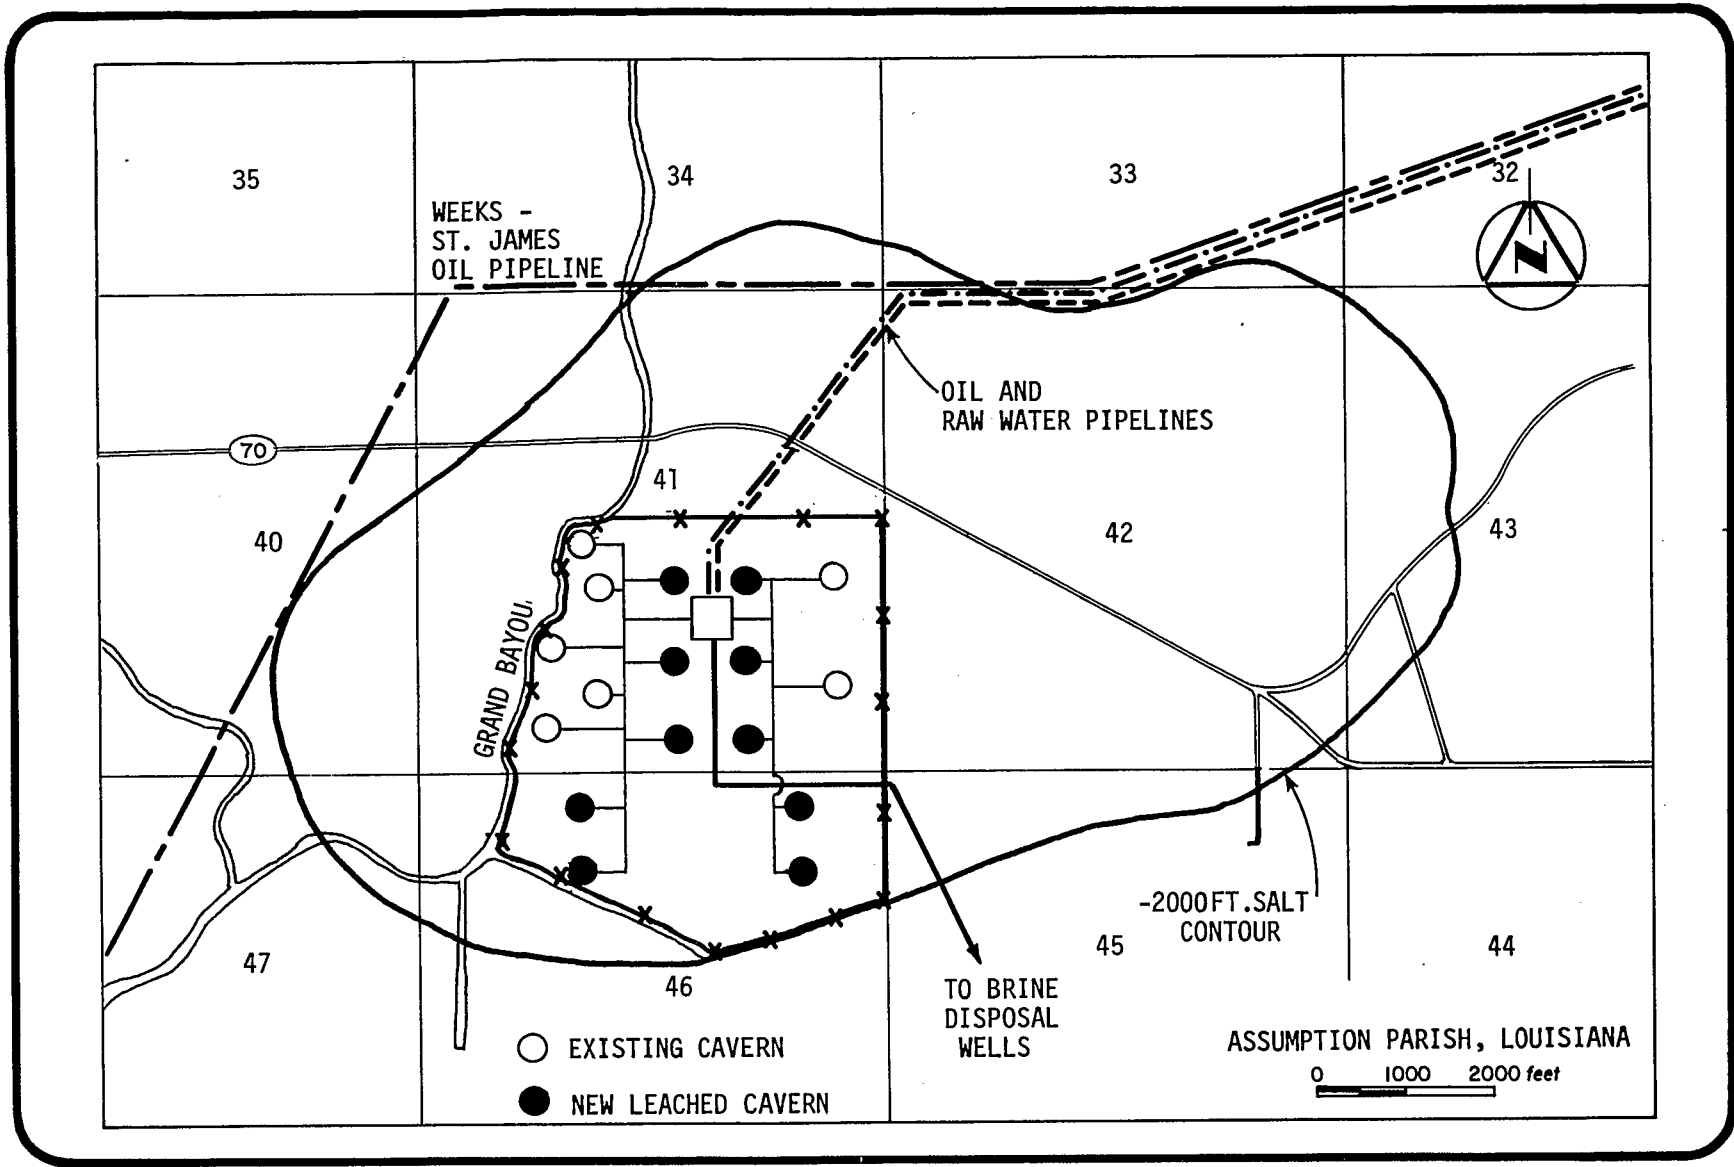 35
34
33
32
WEEKS -
ST. JAMES
OIL PIPELINE
N
OIL AND
RAW WATER PIPELINES
70
41
40
42
43
GRAND BAYOU
-2000 FT. SALT
CONTOUR
47
46
45
44
TO BRINE
DISPOSAL
WELLS
EXISTING CAVERN
NEW LEACHED CAVERN
ASSUMPTION PARISH, LOUISIANA
0 1000 2000 feet